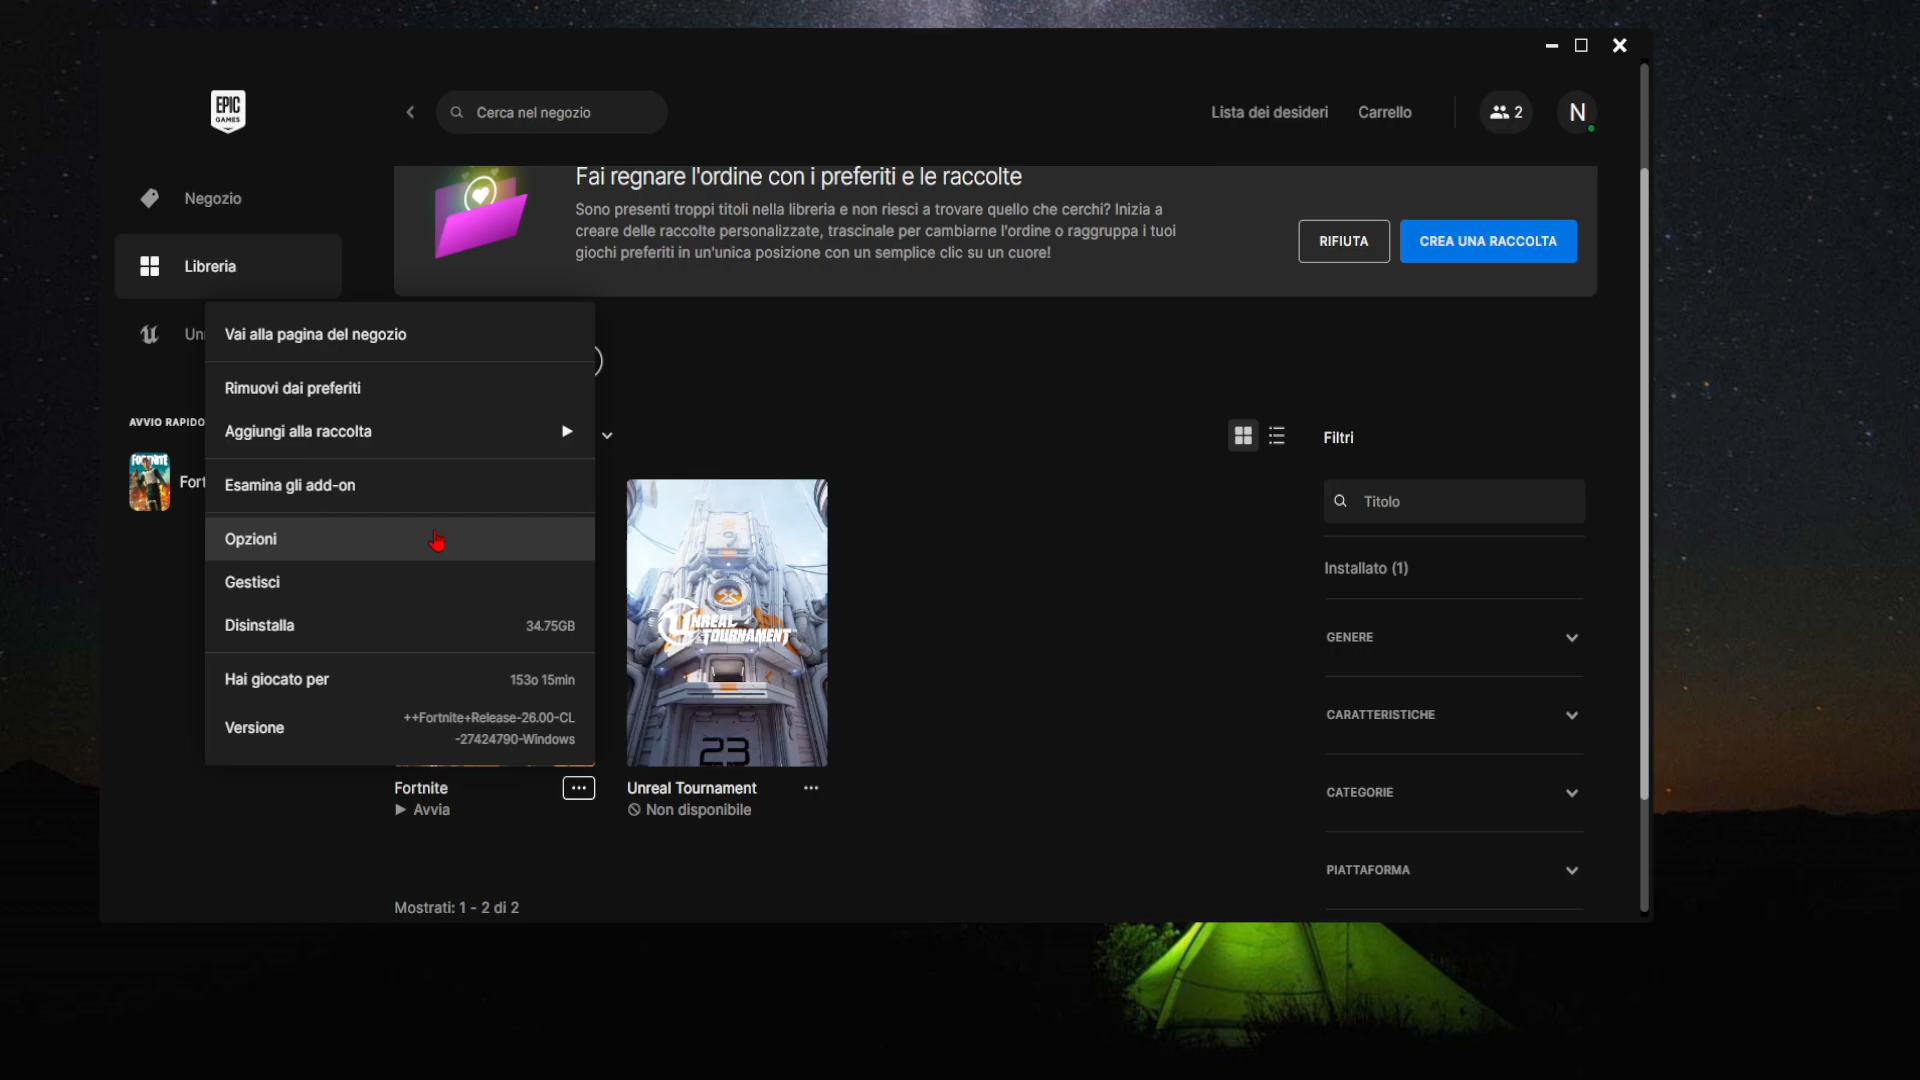 EPIC
GAMES
Cerca nel negozio
Lista dei desideri
Carrello
2
N
Negozio
Libreria
Un
Fai regnare l'ordine con i preferiti e le raccolte
Sono presenti troppi titoli nella libreria e non riesci a trovare quello che cerchi? Inizia a
creare delle raccolte personalizzate, trascinale per cambiarne l'ordine o raggruppa i tuoi
giochi preferiti in un'unica posizione con un semplice clic su un cuore!
RIFIUTA
CREA UNA RACCOLTA
AVVIO RAPIDO
FORTNITE
Fort
Vai alla pagina del negozio
Rimuovi dai preferiti
Aggiungi alla raccolta
Esamina gli add-on
Opzioni
Gestisci
Disinstalla
34.75GB
Hai giocato per
153o 15min
Versione
++Fortnite+Release-26.00-CL
-27424790-Windows
UNREAL
TOURNAMENT
23
Fortnite
Avvia
Unreal Tournament
Non disponibile
Mostrati: 1 - 2 di 2
Filtri
Titolo
Installato (1)
GENERE
CARATTERISTICHE
CATEGORIE
PIATTAFORMA